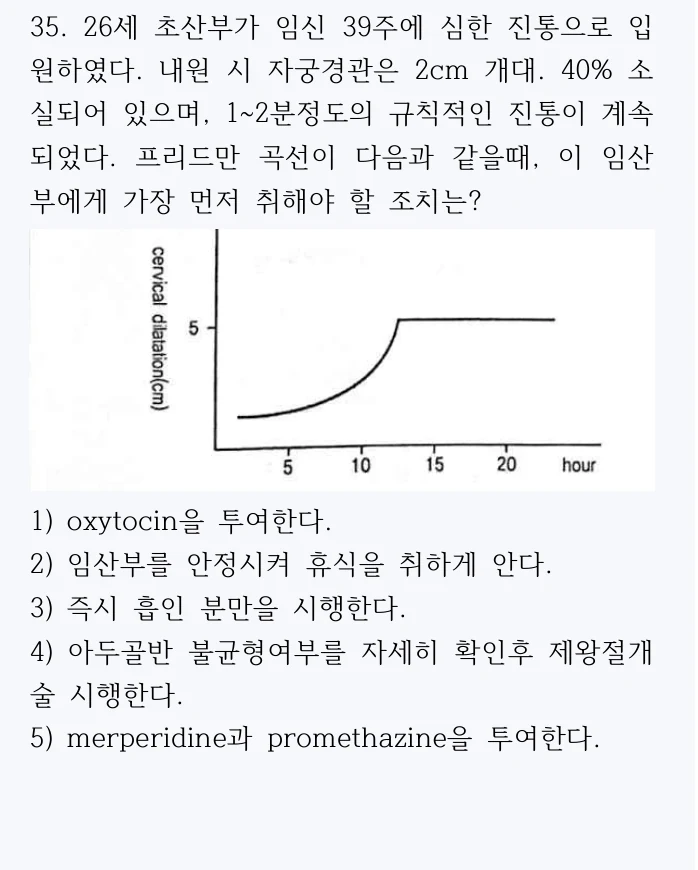 35. 26세 초산부가 임신 39주에 심한 진통으로 입
원하였다. 내원 시 자궁경관은 2cm 개대. 40% 소
실되어 있으며, 1~2분정도의 규칙적인 진통이 계속
되었다. 프리드만 곡선이 다음과 같을때, 이 임산
부에게 가장 먼저 취해야 할 조치는?
cervical dilatation(cm)
5
5 10 15 20 hour
1) oxytocin을 투여한다.
2) 임산부를 안정시켜 휴식을 취하게 안다.
3) 즉시 흡인 분만을 시행한다.
4) 아두골반 불균형여부를 자세히 확인후 제왕절개
술 시행한다.
5) merperidine과 promethazine을 투여한다.